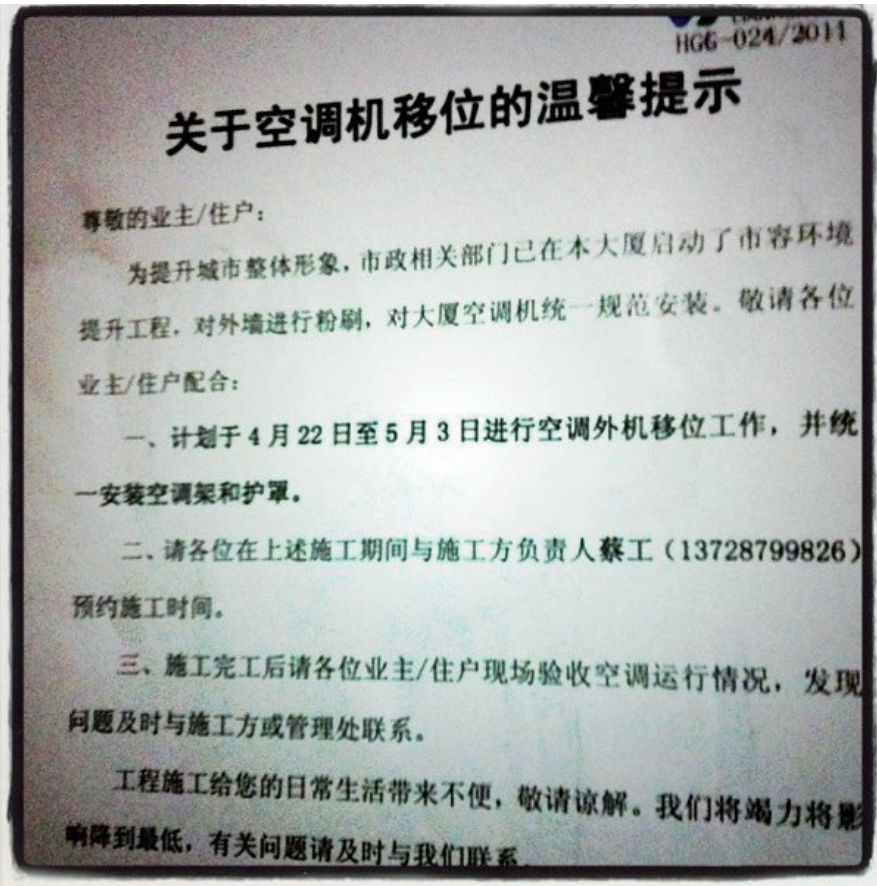 HGG-024/2011
关于空调机移位的温馨提示
尊敬的业主/住户：
为提升城市整体形象，市政相关部门已在本大厦启动了市容环境
提升工程，对外墙进行粉刷，对大厦空调机统一规范安装。敬请各位
业主/住户配合：
一、计划于4月22日至5月3日进行空调外机移位工作，并统
一安装空调架和护罩。
二、请各位在上述施工期间与施工方负责人蔡工（13728799826）
预约施工时间。
三、施工完工后请各位业主/住户现场验收空调运行情况，发现
问题及时与施工方或管理处联系。
工程施工给您的日常生活带来不便，敬请谅解。我们将竭力将影
响降到最低，有关问题请及时与我们联系